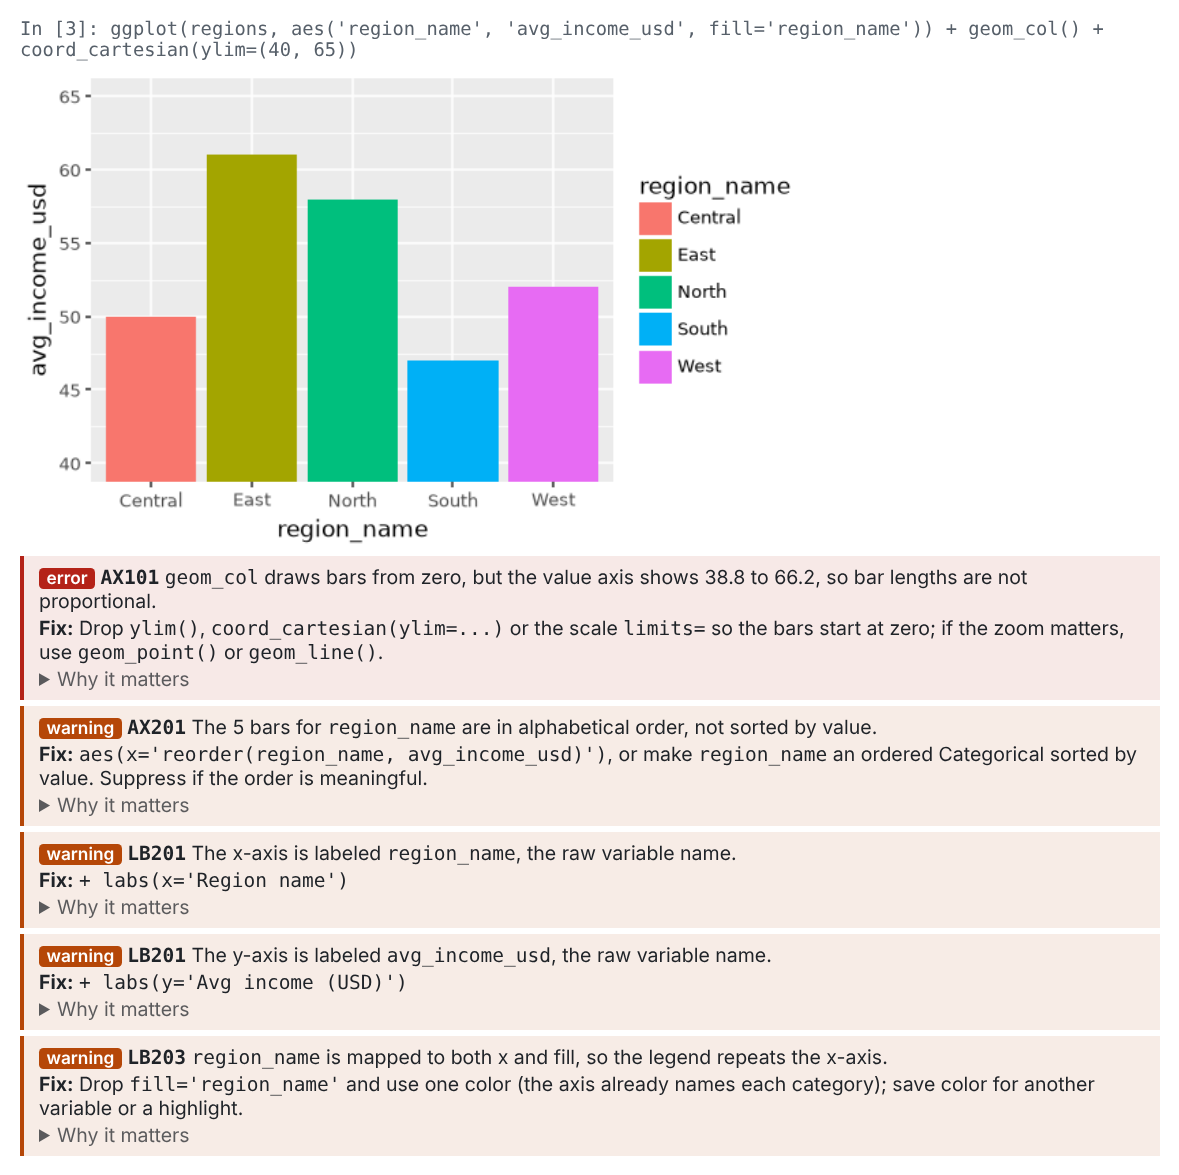 In [3]: ggplot(regions, aes('region_name', 'avg_income_usd', fill='region_name')) + geom_col() +
coord_cartesian(ylim=(40, 65))
65
60
55
50
45
40
avg_income_usd
Central
East
North
South
West
region_name
region_name
Central
East
North
South
West
error AX101 geom_col draws bars from zero, but the value axis shows 38.8 to 66.2, so bar lengths are not
proportional.
Fix: Drop ylim(), coord_cartesian(ylim=...) or the scale limits= so the bars start at zero; if the zoom matters,
use geom_point() or geom_line().
▶ Why it matters
warning AX201 The 5 bars for region_name are in alphabetical order, not sorted by value.
Fix: aes(x='reorder(region_name, avg_income_usd)'), or make region_name an ordered Categorical sorted by
value. Suppress if the order is meaningful.
▶ Why it matters
warning LB201 The x-axis is labeled region_name, the raw variable name.
Fix: + labs(x='Region name')
▶ Why it matters
warning LB201 The y-axis is labeled avg_income_usd, the raw variable name.
Fix: + labs(y='Avg income (USD)')
▶ Why it matters
warning LB203 region_name is mapped to both x and fill, so the legend repeats the x-axis.
Fix: Drop fill='region_name' and use one color (the axis already names each category); save color for another
variable or a highlight.
▶ Why it matters